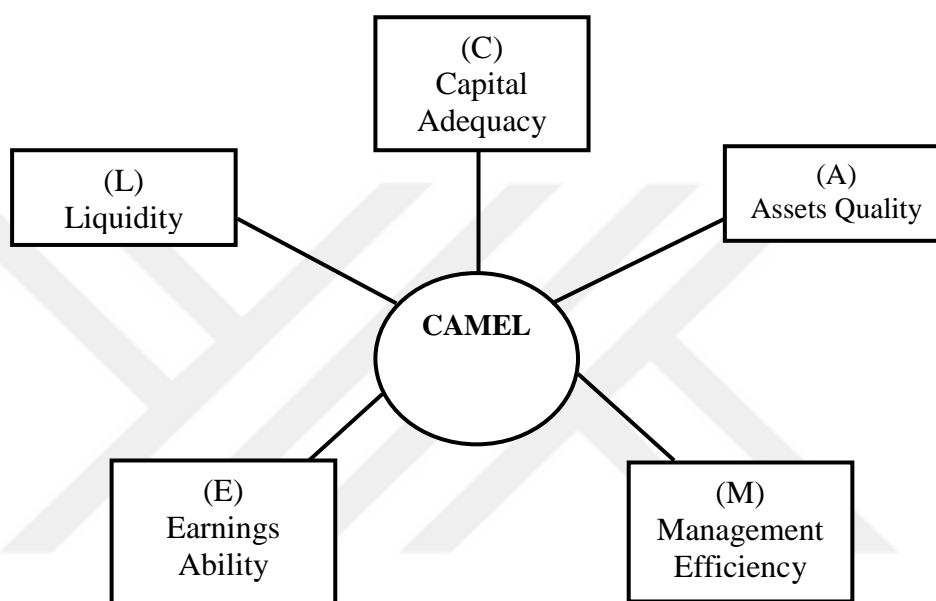 (C)
Capital
Adequacy
(L)
Liquidity
(A)
Assets Quality
CAMEL
(E)
Earnings
Ability
(M)
Management
Efficiency